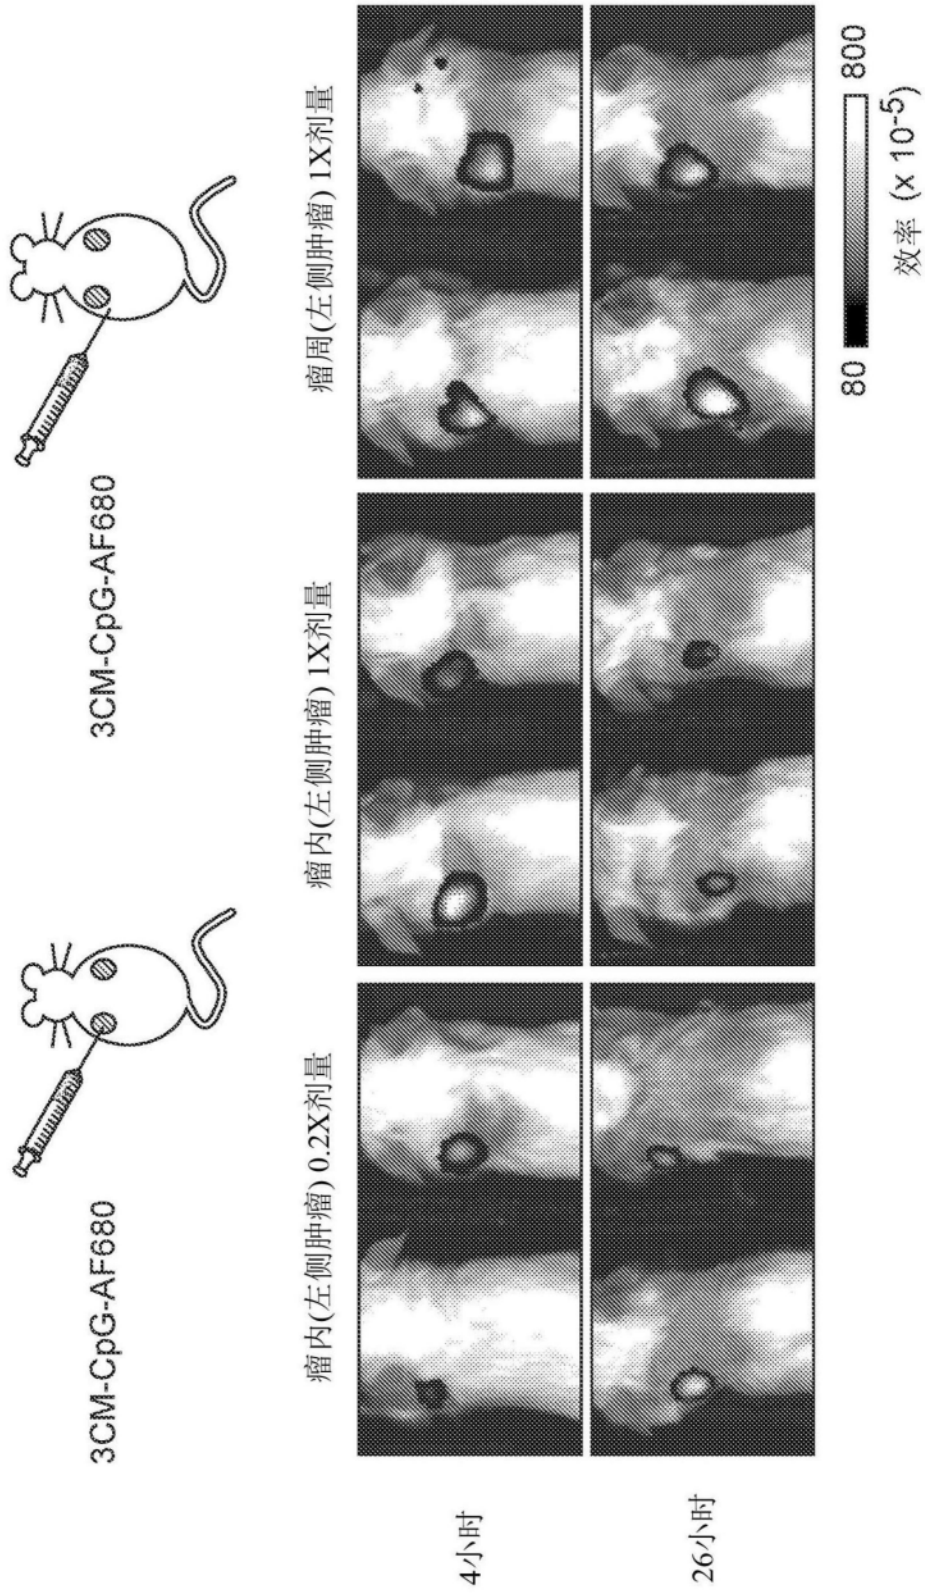 3CM-CpG-AF680
3CM-CpG-AF680
瘤内(左侧肿瘤) 0.2X剂量
瘤内(左侧肿瘤) 1X剂量
瘤周(左侧肿瘤) 1X剂量
4小时
26小时
80
800
效率 (x 10-5)